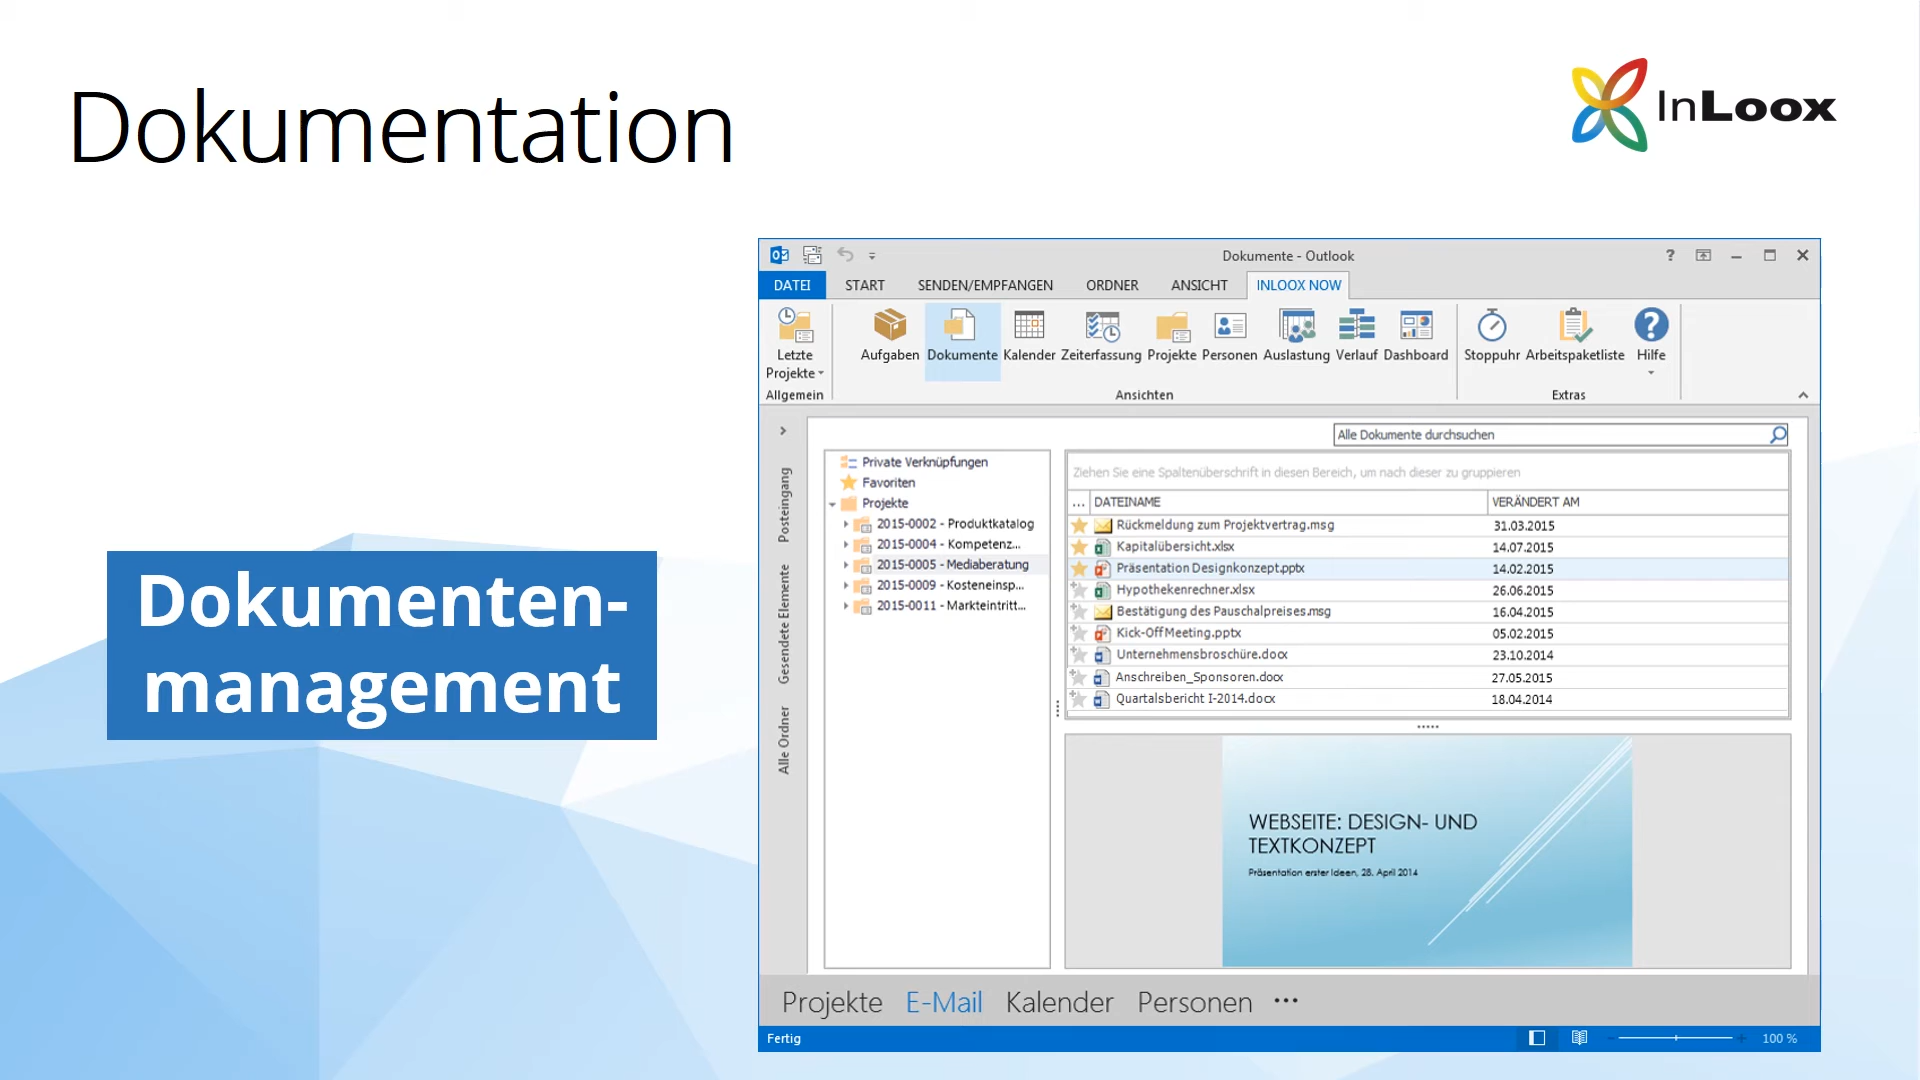 Dokumentation
InLoox
Dokumenten-
management
Dokumente - Outlook
DATEI START SENDEN/EMPFANGEN ORDNER ANSICHT INLOOX NOW
Letzte Projekte
Aufgaben Dokumente Kalender Zeiterfassung Projekte Personen Auslastung Verlauf Dashboard Stoppuhr Arbeitspaketliste Hilfe
Allgemein Ansichten Extras
Posteingang
Gesendete Elemente
Alle Ordner
Alle Dokumente durchsuchen
Private Verknüpfungen
Favoriten
Projekte
2015-0002 - Produktkatalog
2015-0004 - Kompetenz...
2015-0005 - Mediaberatung
2015-0009 - Kosteneinsp...
2015-0011 - Markteintritt...
Ziehen Sie eine Spaltenüberschrift in diesen Bereich, um nach dieser zu gruppieren
... DATEINAME VERÄNDERT AM
Rückmeldung zum Projektvertrag.msg 31.03.2015
Kapitalübersicht.xlsx 14.07.2015
Präsentation Designkonzept.pptx 14.02.2015
Hypothekenrechner.xlsx 26.06.2015
Bestätigung des Pauschalpreises.msg 16.04.2015
Kick-Off Meeting.pptx 05.02.2015
Unternehmensbroschüre.docx 23.10.2014
Anschreiben_Sponsoren.docx 27.05.2015
Quartalsbericht I-2014.docx 18.04.2014
WEBSEITE: DESIGN- UND
TEXTKONZEPT
Präsentation erster Ideen, 28. April 2014
Projekte E-Mail Kalender Personen ...
Fertig 100 %